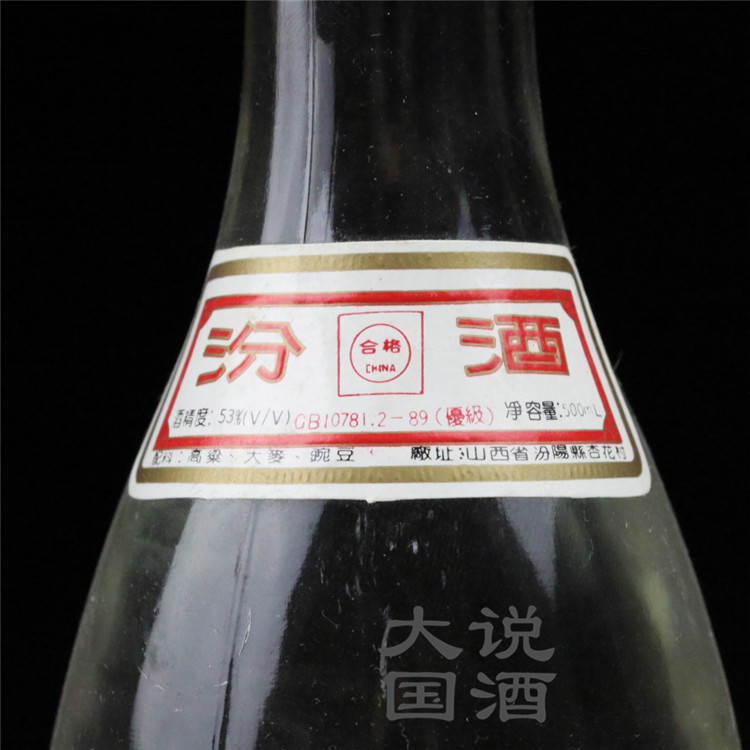 汾 酒
合格
CHINA
酒精度: 53%(V/V) GB10781.2-89 (優級) 净容量:500mL
配料:高粱、大麥、豌豆 廠址:山西省汾陽縣杏花村
大说
国酒